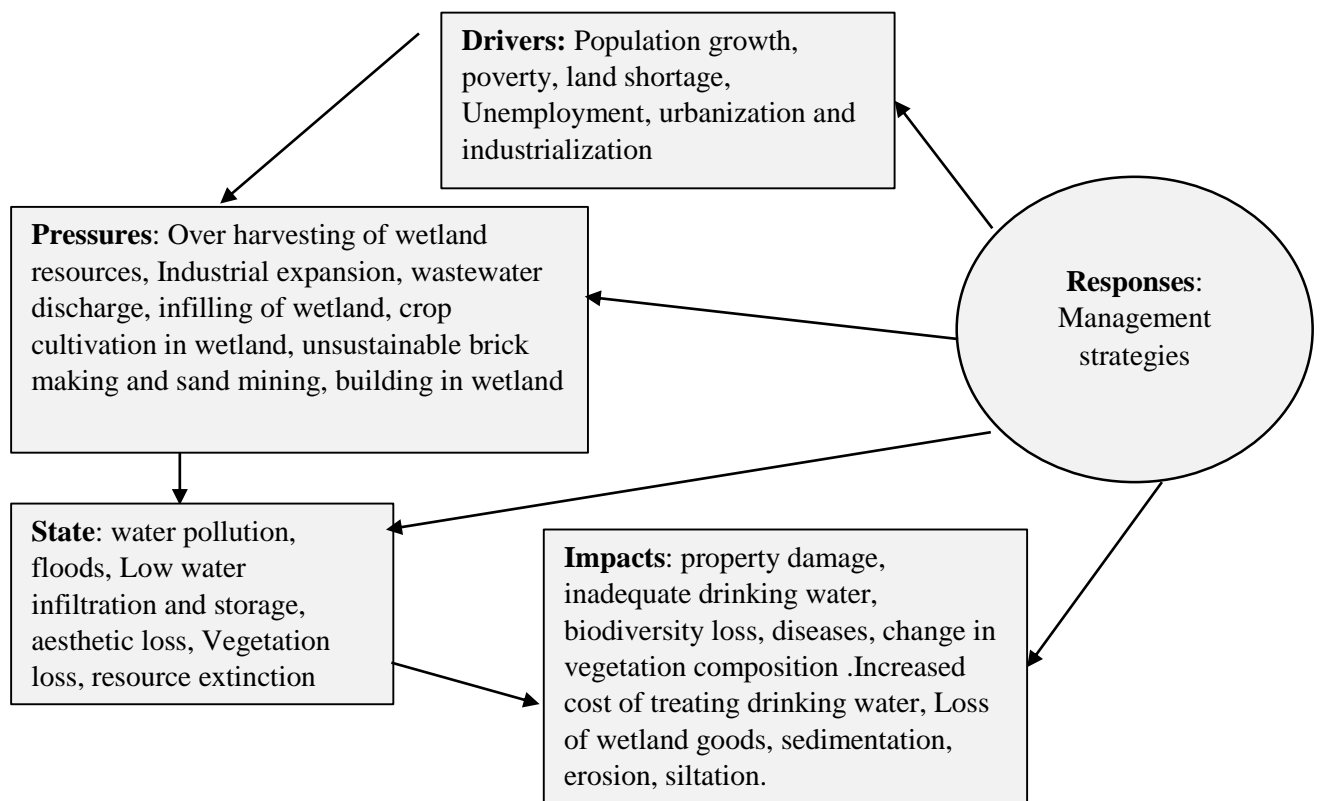 Drivers: Population growth,
poverty, land shortage,
Unemployment, urbanization and
industrialization
Pressures: Over harvesting of wetland
resources, Industrial expansion, wastewater
discharge, infilling of wetland, crop
cultivation in wetland, unsustainable brick
making and sand mining, building in wetland
Responses:
Management
strategies
State: water pollution,
floods, Low water
infiltration and storage,
aesthetic loss, Vegetation
loss, resource extinction
Impacts: property damage,
inadequate drinking water,
biodiversity loss, diseases, change in
vegetation composition .Increased
cost of treating drinking water, Loss
of wetland goods, sedimentation,
erosion, siltation.